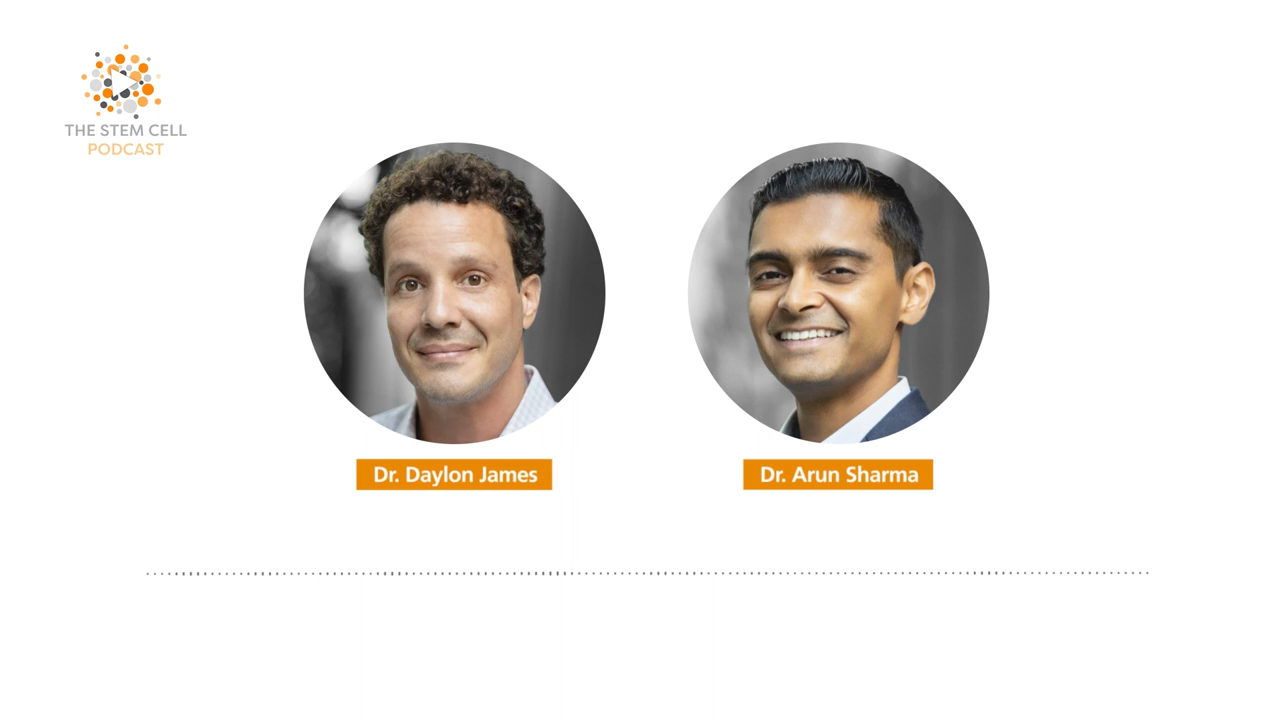 THE STEM CELL
PODCAST
Dr. Daylon James
Dr. Arun Sharma